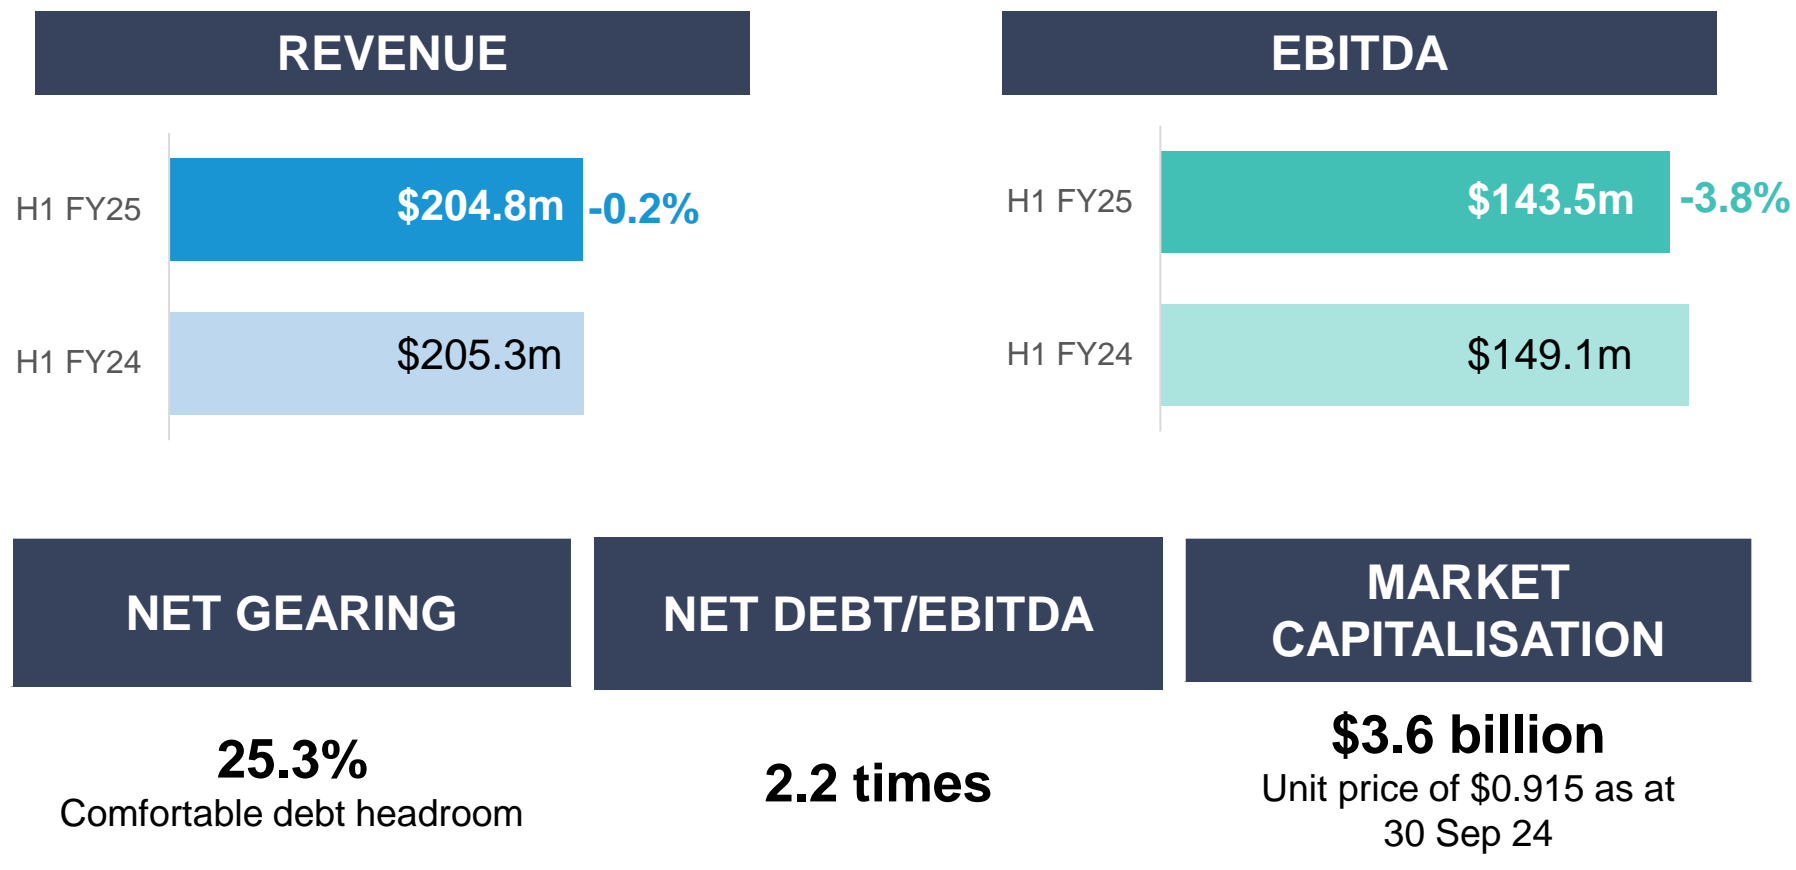 REVENUE
H1 FY25
$204.8m
-0.2%
H1 FY24
$205.3m
EBITDA
H1 FY25
$143.5m
-3.8%
H1 FY24
$149.1m
NET GEARING
25.3%
Comfortable debt headroom
NET DEBT/EBITDA
2.2 times
MARKET
CAPITALISATION
$3.6 billion
Unit price of $0.915 as at
30 Sep 24